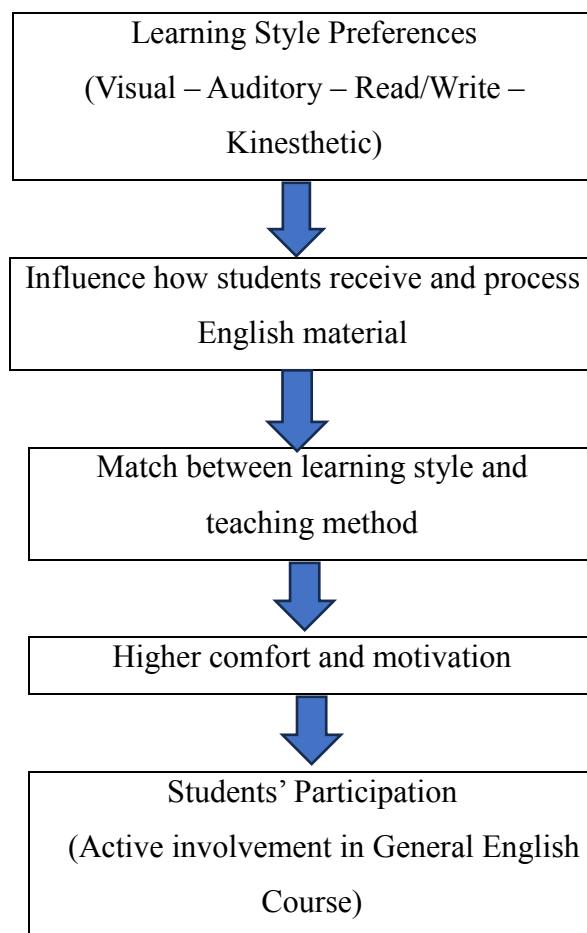 Learning Style Preferences
(Visual – Auditory – Read/Write –
Kinesthetic)
Influence how students receive and process
English material
Match between learning style and
teaching method
Higher comfort and motivation
Students’ Participation
(Active involvement in General English
Course)